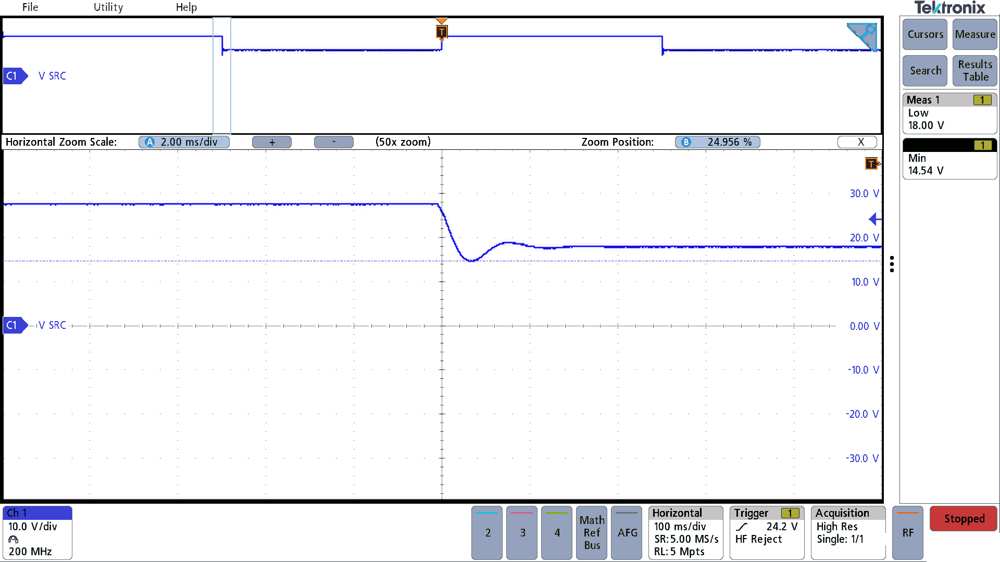 File Utility Help
Tektronix
T
C1 V SRC
Cursors Measure
Search Results Table
Meas 1 1
Low
18.00 V
1
Min
14.54 V
Horizontal Zoom Scale: A 2.00 ms/div + - (50x zoom) Zoom Position: B 24.956 % X
T
30.0 V
20.0 V
10.0 V
C1 V SRC 0.00 V
-10.0 V
-20.0 V
-30.0 V
Ch 1
10.0 V/div
200 MHz
2
3
4
Math
Ref
Bus
AFG
Horizontal
100 ms/div
SR:5.00 MS/s
RL:5 Mpts
Trigger 1
24.2 V
HF Reject
Acquisition
High Res
Single: 1/1
RF
Stopped